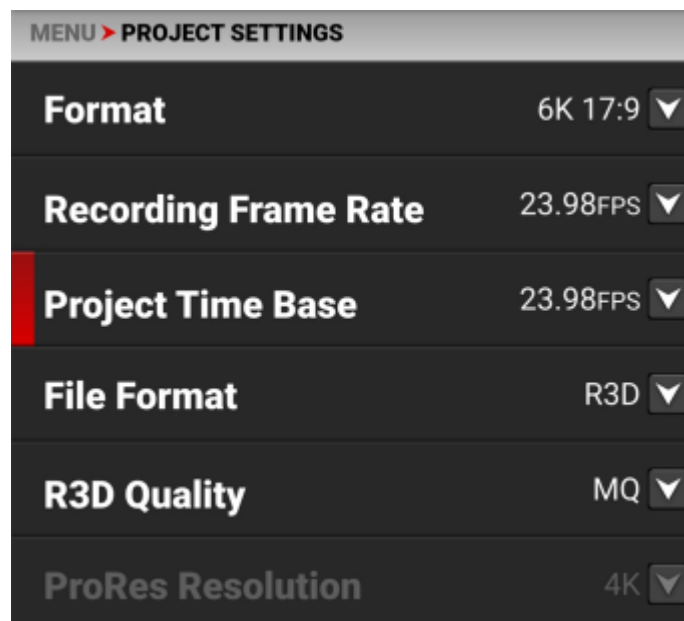 MENU > PROJECT SETTINGS
Format 6K 17:9
Recording Frame Rate 23.98FPS
Project Time Base 23.98FPS
File Format R3D
R3D Quality MQ
ProRes Resolution 4K